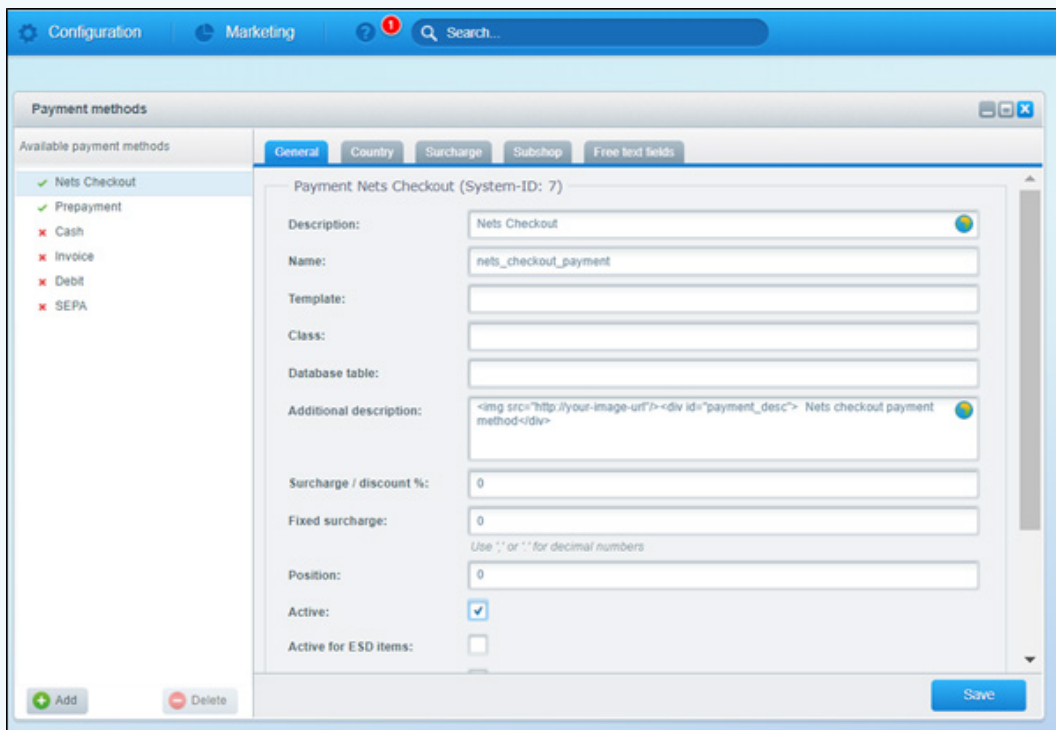 Configuration
Marketing
?
1
Search...
Payment methods
Available payment methods
Nets Checkout
Prepayment
Cash
Invoice
Debit
SEPA
Add
Delete
General
Country
Surcharge
Subshop
Free text fields
Payment Nets Checkout (System-ID: 7)
Description:
Nets Checkout
Name:
nets_checkout_payment
Template:
Class:
Database table:
Additional description:
<img src="http://your-image-url"/><div id="payment_desc"> Nets checkout payment
method</div>
Surcharge / discount %:
0
Fixed surcharge:
0
Use ',' or '.' for decimal numbers
Position:
0
Active:
Active for ESD items:
Save